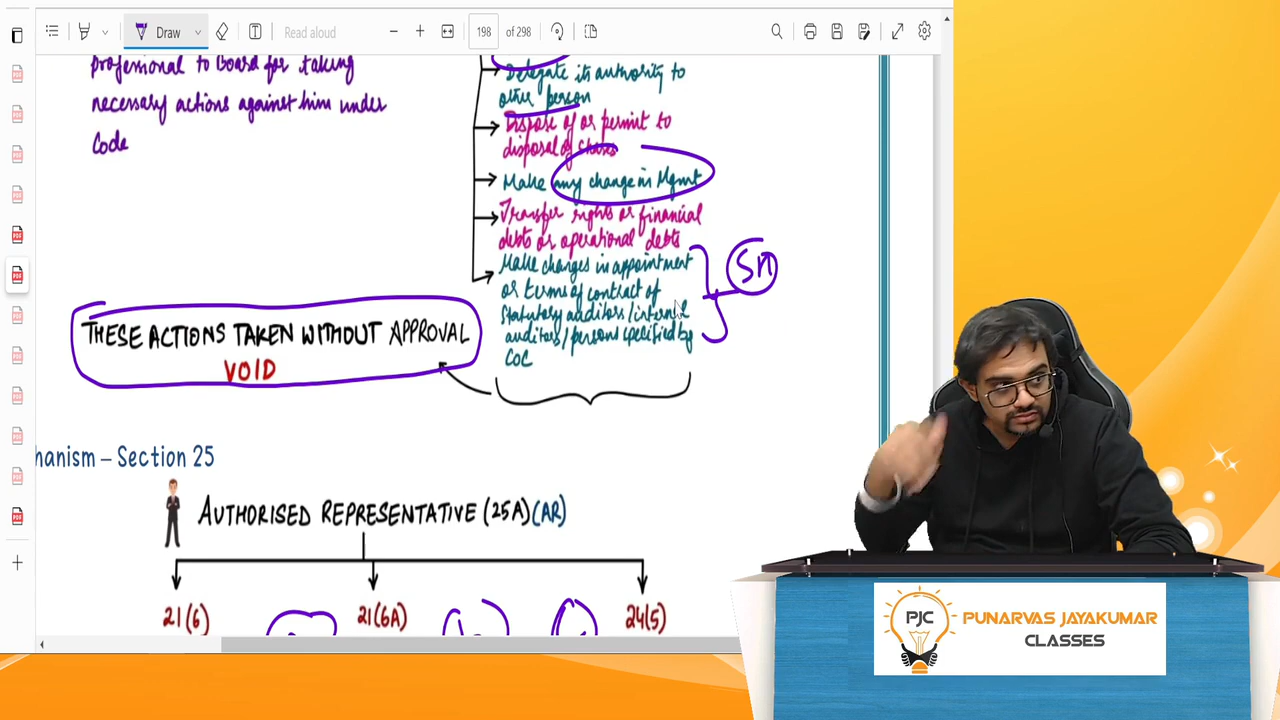 Draw
Read aloud
198
of 298
professional to Board for taking
necessary actions against him under
Code
Delegate its authority to
other person
Dispose of or permit to
disposal of shares
Make any change in Mgmt
Transfer rights or financial
debts or operational debts
Make changes in appointment
or terms of contract of
Statutory auditors/internal
auditors/persons specified by
CoC
THESE ACTIONS TAKEN WITHOUT APPROVAL
VOID
hanism – Section 25
AUTHORISED REPRESENTATIVE (25A)(AR)
21(6)
21(6A)
24(5)
PJC
PUNARVAS JAYAKUMAR
CLASSES